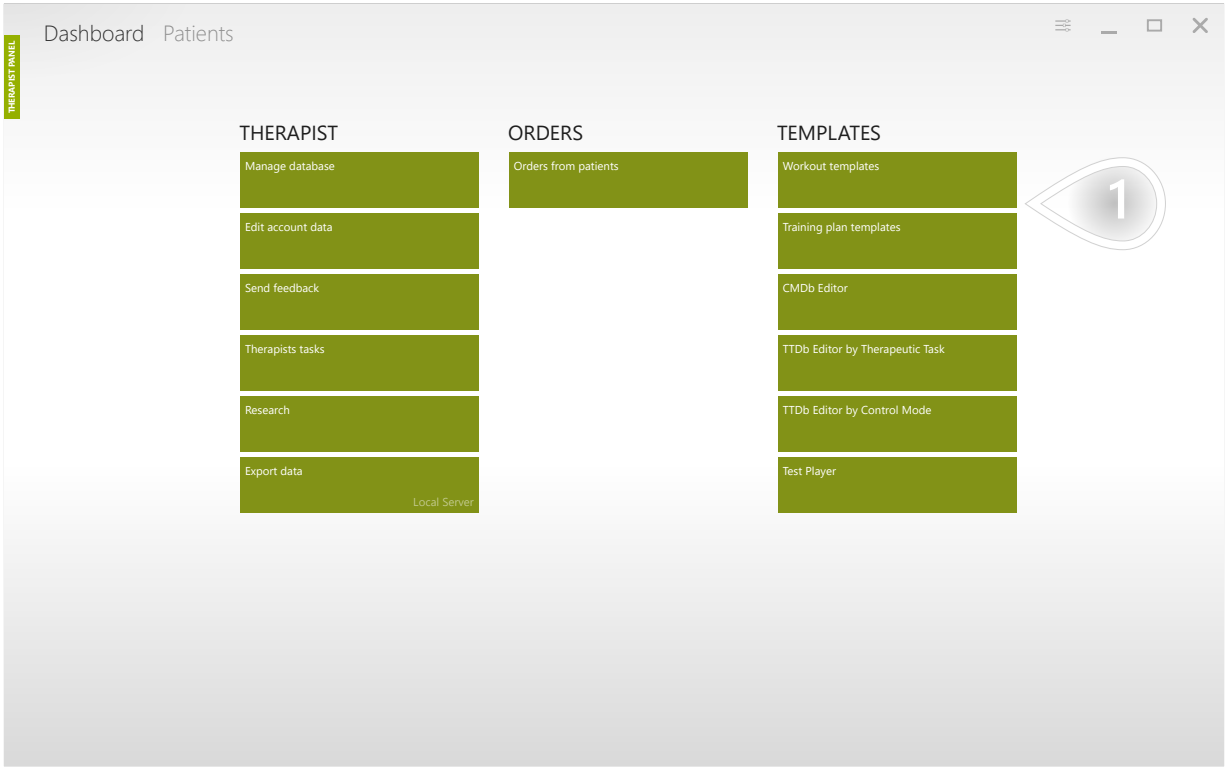 Dashboard Patients
THERAPIST PANEL
THERAPIST
Manage database
Edit account data
Send feedback
Therapists tasks
Research
Export data
Local Server
ORDERS
Orders from patients
TEMPLATES
Workout templates
Training plan templates
CMDb Editor
TTDb Editor by Therapeutic Task
TTDb Editor by Control Mode
Test Player
1